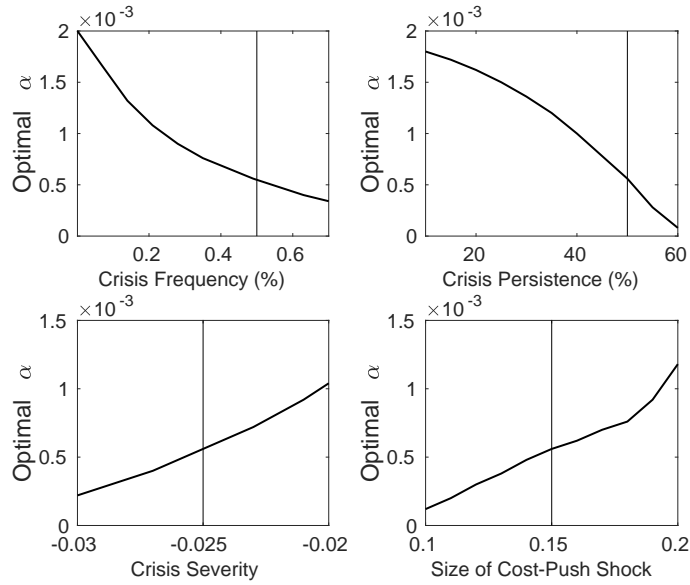 ×10⁻³
2
1.5
1
0.5
0
0.2 0.4 0.6
Optimal α
Crisis Frequency (%)
×10⁻³
2
1.5
1
0.5
0
20 40 60
Optimal α
Crisis Persistence (%)
×10⁻³
1.5
1
0.5
0
-0.03 -0.025 -0.02
Optimal α
Crisis Severity
×10⁻³
1.5
1
0.5
0
0.1 0.15 0.2
Optimal α
Size of Cost-Push Shock